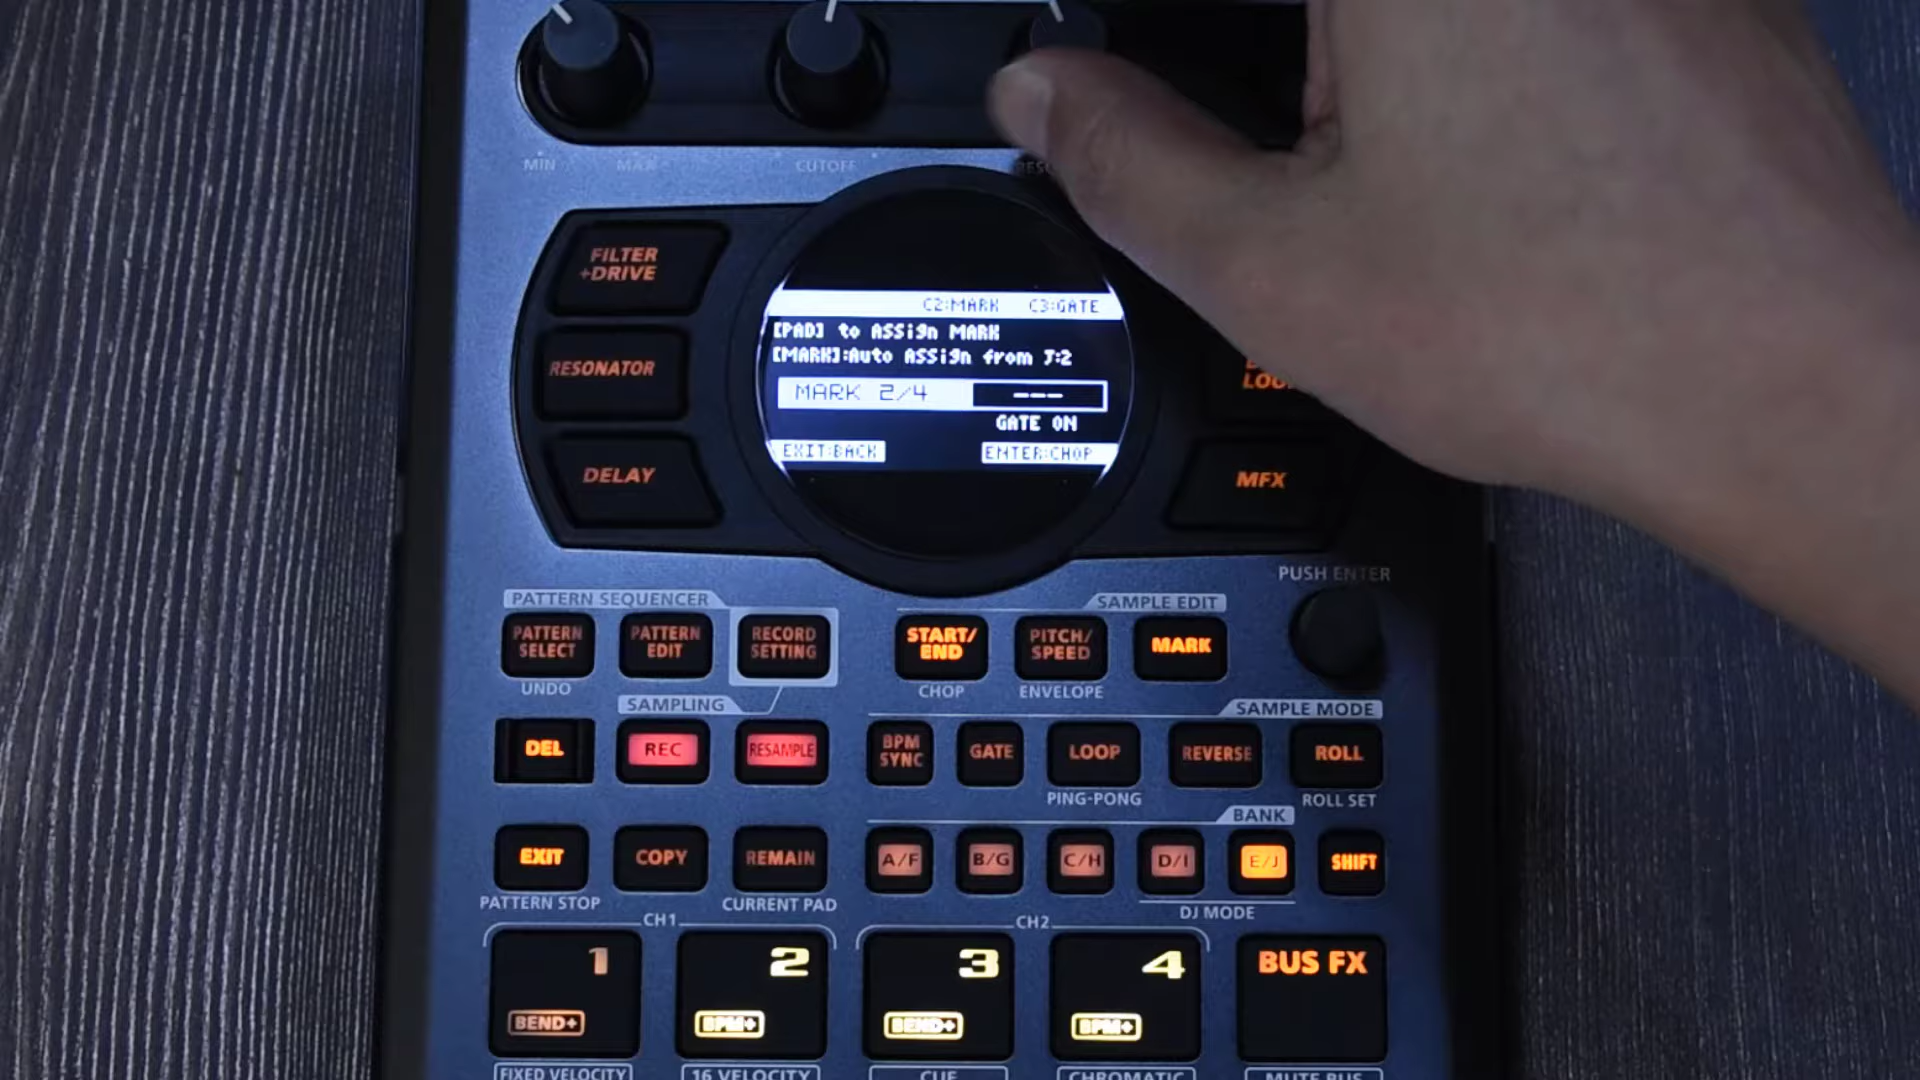 MIN
MAX
CUTOFF
FILTER
+DRIVE
C2:MARK C3:GATE
[PAD] to ASSign MARK
[MARK]:Auto ASSign from J:2
RESONATOR
MARK 2/4 ---
GATE ON
EXIT:BACK
ENTER:CHOP
DELAY
MFX
PUSH ENTER
PATTERN SEQUENCER
SAMPLE EDIT
PATTERN
SELECT
PATTERN
EDIT
RECORD
SETTING
START/
END
PITCH/
SPEED
MARK
UNDO
CHOP
ENVELOPE
SAMPLING
SAMPLE MODE
DEL
REC
RESAMPLE
BPM
SYNC
GATE
LOOP
REVERSE
ROLL
PING-PONG
ROLL SET
BANK
EXIT
COPY
REMAIN
A/F
B/G
C/H
D/I
E/J
SHIFT
PATTERN STOP
CURRENT PAD
DJ MODE
CH1
CH2
1
2
3
4
BUS FX
BEND+
BPM+
BEND+
BPM+
FIXED VELOCITY
16 VELOCITY
CUE
CHROMATIC
MUTE BUS